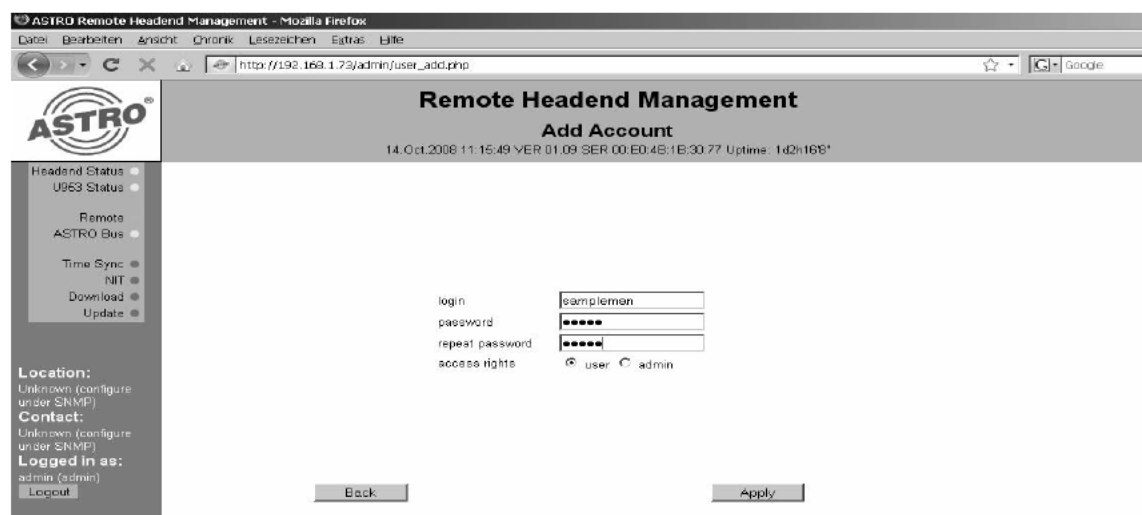 ASTRO Remote Headend Management - Mozilla Firefox
Datei Bearbeiten Ansicht Chronik Lesezeichen Extras Hilfe
http://192.168.1.73/admin/user_add.php
Google
ASTRO®
Remote Headend Management
Add Account
14.Oct.2008 11:15:49 VER 01.09 SER 00:E0:4B:1B:30:77 Uptime: 1d2h16'8"
Headend Status
U953 Status
Remote
ASTRO Bus
Time Sync
NIT
Download
Update
login sampleman
password •••••
repeat password •••••
access rights user admin
Location:
Unknown (configure
under SNMP)
Contact:
Unknown (configure
under SNMP)
Logged in as:
admin (admin)
Logout
Back Apply